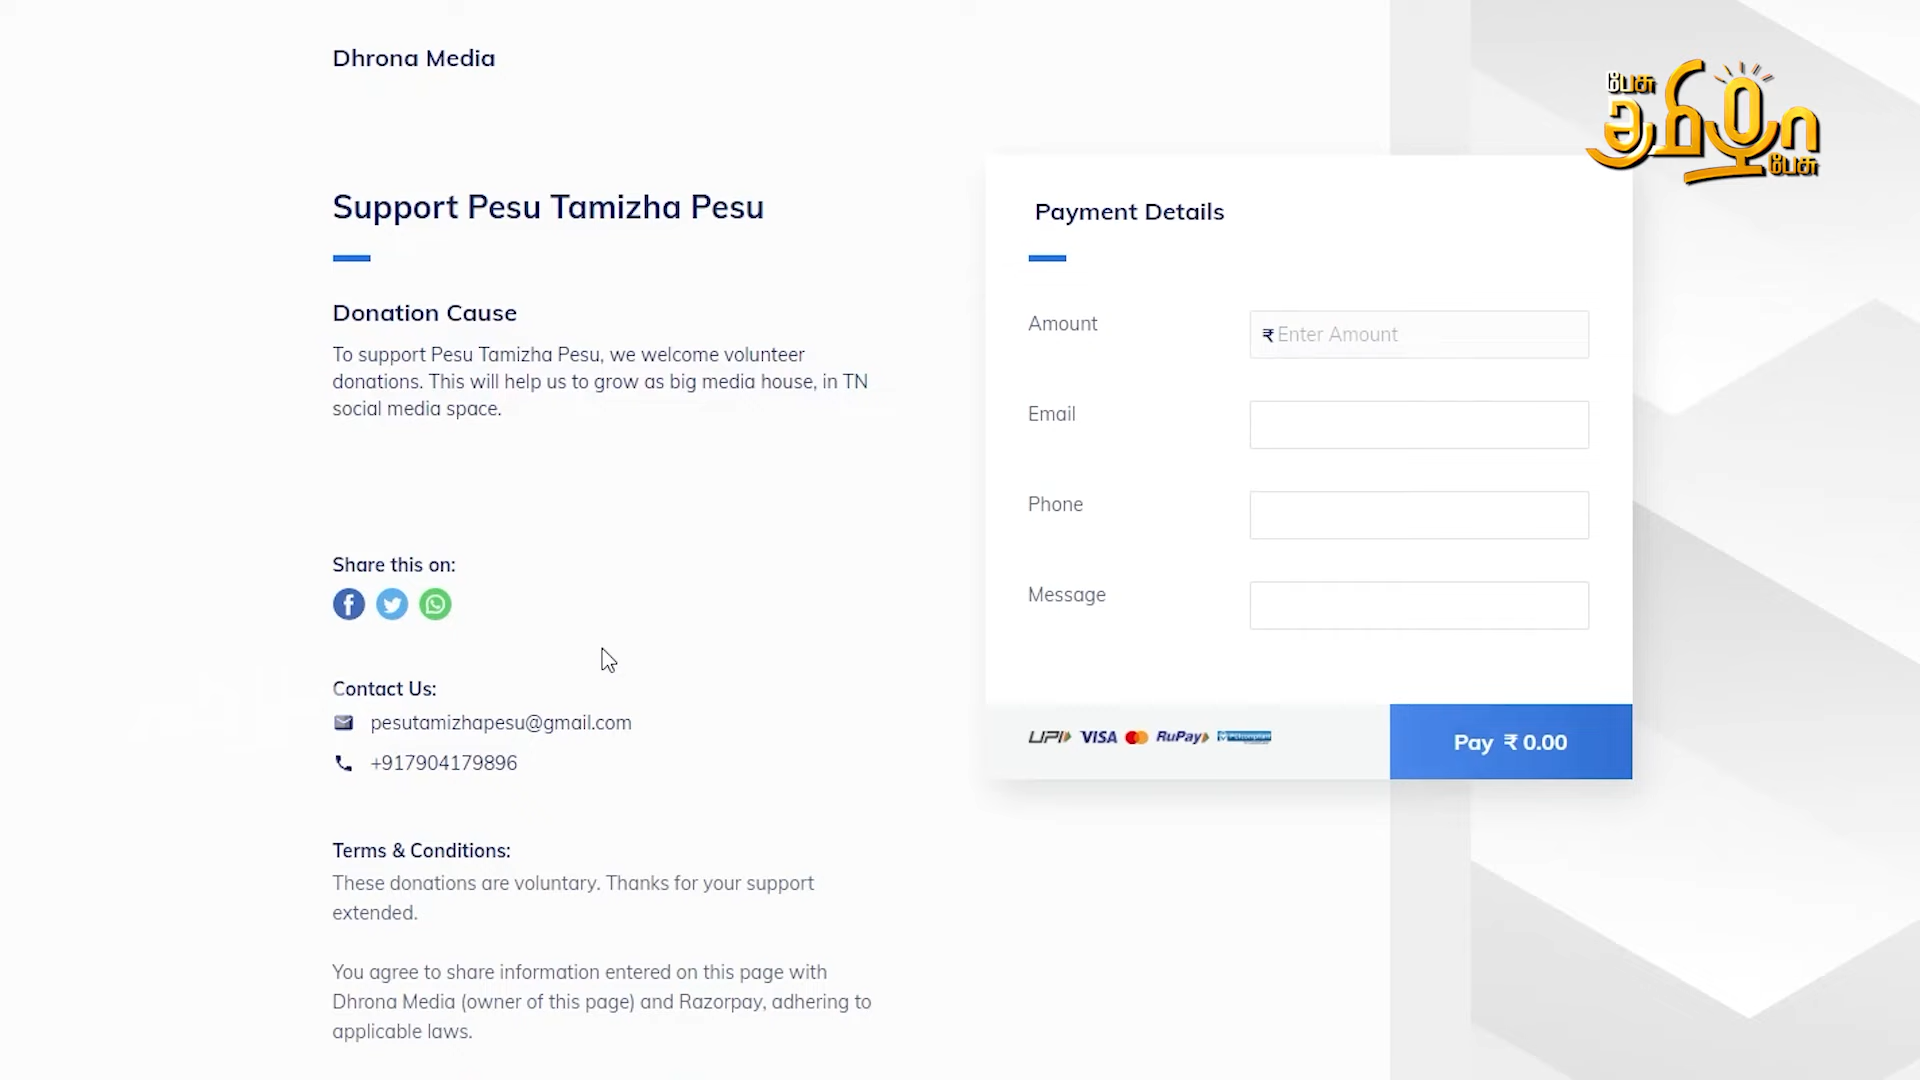 Dhrona Media
பேசு
தமிழா
பேசு
Support Pesu Tamizha Pesu
Payment Details
Donation Cause
To support Pesu Tamizha Pesu, we welcome volunteer
donations. This will help us to grow as big media house, in TN
social media space.
Amount
₹ Enter Amount
Email
Phone
Message
Share this on:
Contact Us:
pesutamizhapesu@gmail.com
+917904179896
UPI VISA RuPay
Pay ₹ 0.00
Terms & Conditions:
These donations are voluntary. Thanks for your support
extended.
You agree to share information entered on this page with
Dhrona Media (owner of this page) and Razorpay, adhering to
applicable laws.